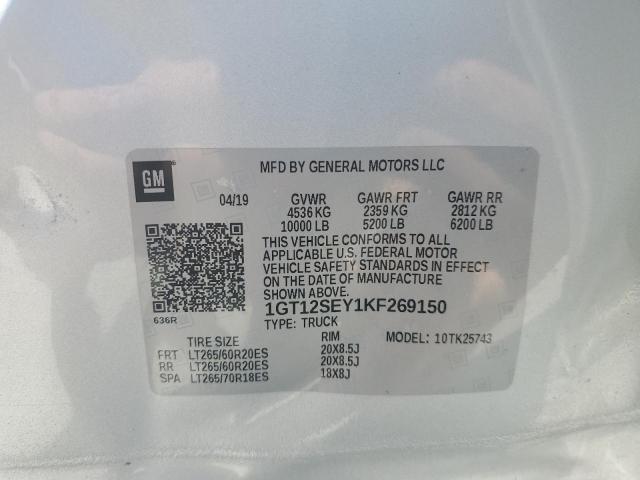 GM
MFD BY GENERAL MOTORS LLC
04/19 GVWR GAWR FRT GAWR RR
4536 KG 2359 KG 2812 KG
10000 LB 5200 LB 6200 LB
THIS VEHICLE CONFORMS TO ALL
APPLICABLE U.S. FEDERAL MOTOR
VEHICLE SAFETY STANDARDS IN EFFECT
ON THE DATE OF MANUFACTURE
SHOWN ABOVE.
636R
1GT12SEY1KF269150
TYPE: TRUCK
MODEL: 10TK25743
TIRE SIZE RIM
FRT LT265/60R20ES 20X8.5J
RR LT265/60R20ES 20X8.5J
SPA LT265/70R18ES 18X8J